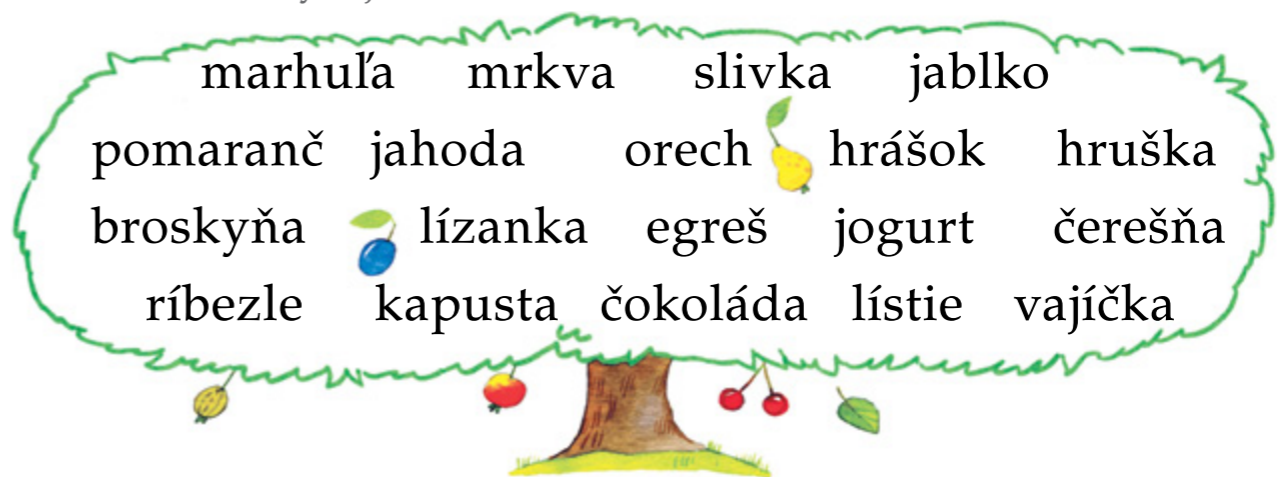 marhuľa mrkva slivka jablko
pomaranč jahoda orech hrášok hruška
broskyňa lízanka egreš jogurt čerešňa
ríbezle kapusta čokoláda lístie vajíčka